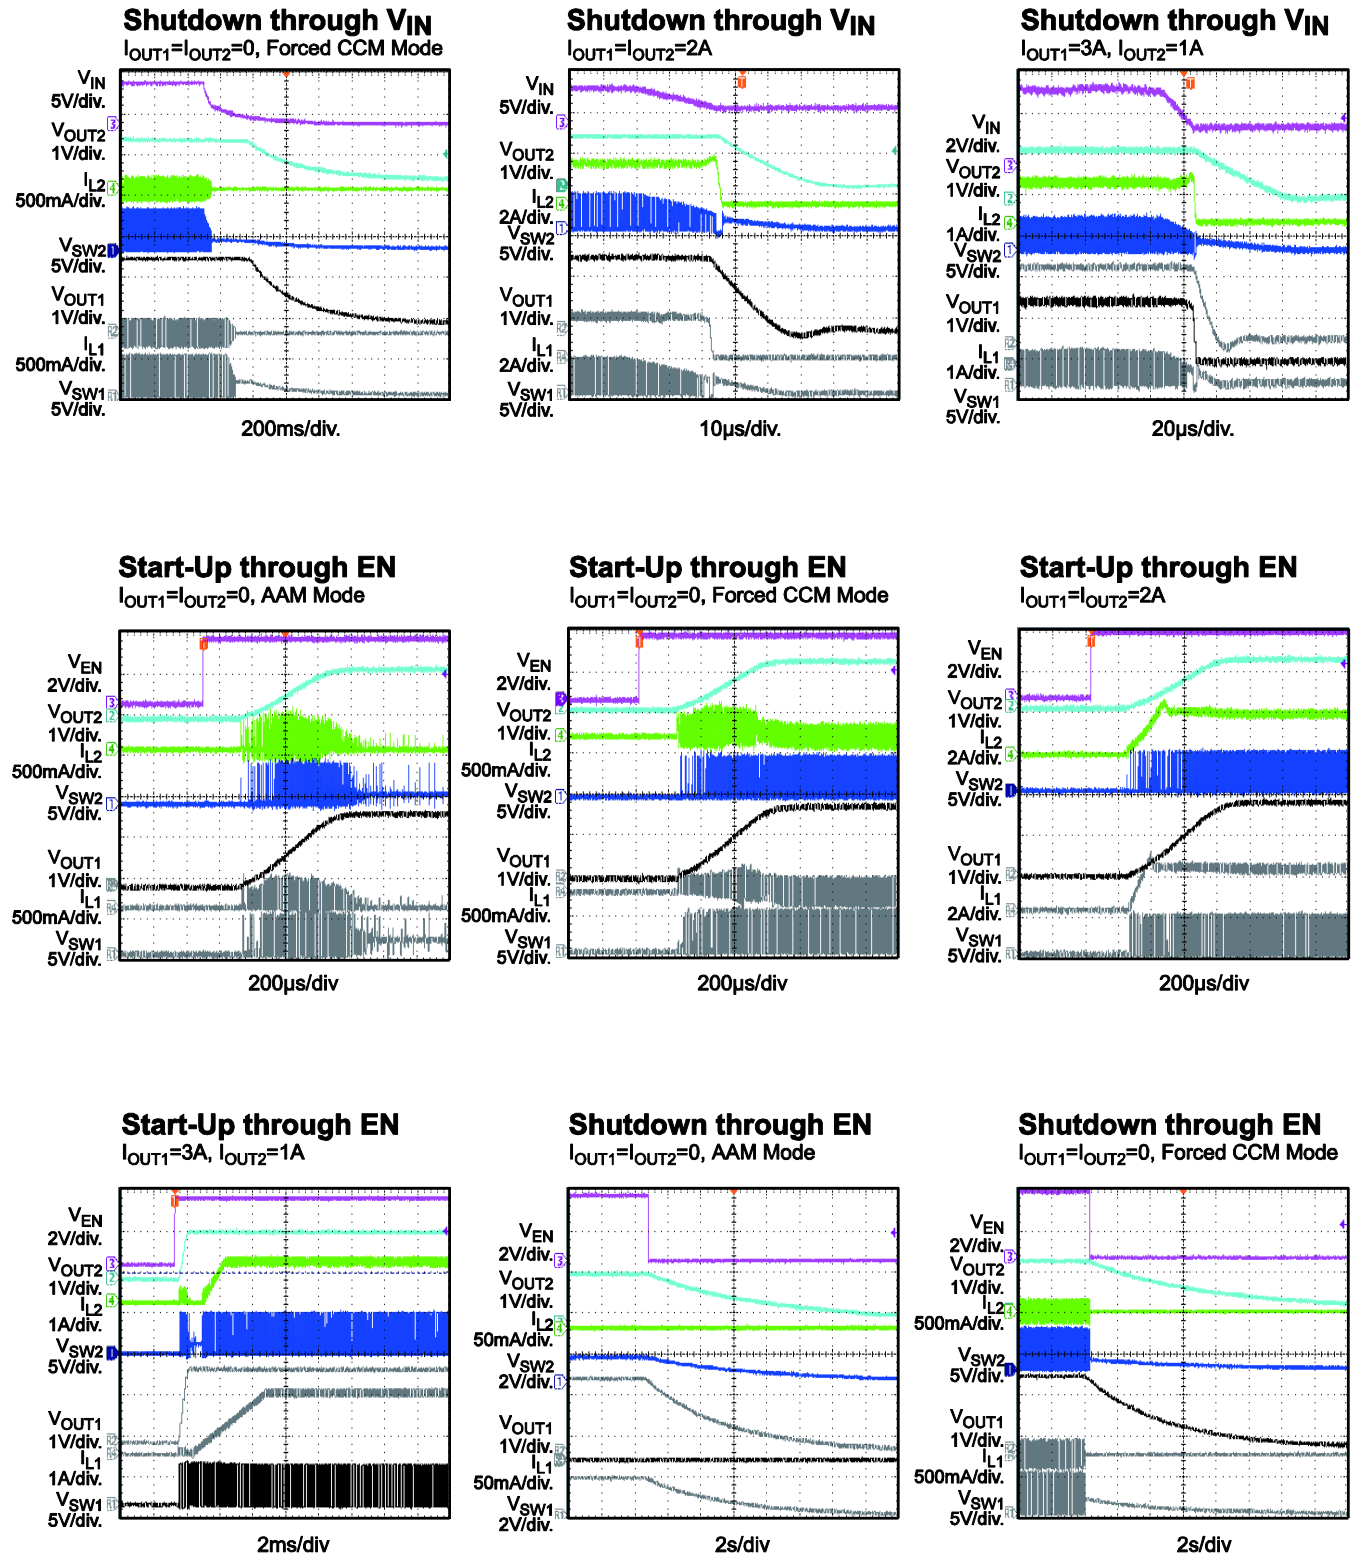 Shutdown through VIN
IOUT1=IOUT2=0, Forced CCM Mode
VIN
5V/div.
VOUT2
1V/div.
IL2
500mA/div.
VSW2
5V/div.
VOUT1
1V/div.
IL1
500mA/div.
VSW1
5V/div.
200ms/div.
Shutdown through VIN
IOUT1=IOUT2=2A
VIN
5V/div.
VOUT2
1V/div.
IL2
2A/div.
VSW2
5V/div.
VOUT1
1V/div.
IL1
2A/div.
VSW1
5V/div.
10µs/div.
Shutdown through VIN
IOUT1=3A, IOUT2=1A
VIN
2V/div.
VOUT2
1V/div.
IL2
1A/div.
VSW2
5V/div.
VOUT1
1V/div.
IL1
1A/div.
VSW1
5V/div.
20µs/div.
Start-Up through EN
IOUT1=IOUT2=0, AAM Mode
VEN
2V/div.
VOUT2
1V/div.
IL2
500mA/div.
VSW2
5V/div.
VOUT1
1V/div.
IL1
500mA/div.
VSW1
5V/div.
200µs/div
Start-Up through EN
IOUT1=IOUT2=0, Forced CCM Mode
VEN
2V/div.
VOUT2
1V/div.
IL2
500mA/div.
VSW2
5V/div.
VOUT1
1V/div.
IL1
500mA/div.
VSW1
5V/div.
200µs/div
Start-Up through EN
IOUT1=IOUT2=2A
VEN
2V/div.
VOUT2
1V/div.
IL2
2A/div.
VSW2
5V/div.
VOUT1
1V/div.
IL1
2A/div.
VSW1
5V/div.
200µs/div
Start-Up through EN
IOUT1=3A, IOUT2=1A
VEN
2V/div.
VOUT2
1V/div.
IL2
1A/div.
VSW2
5V/div.
VOUT1
1V/div.
IL1
1A/div.
VSW1
5V/div.
2ms/div
Shutdown through EN
IOUT1=IOUT2=0, AAM Mode
VEN
2V/div.
VOUT2
1V/div.
IL2
50mA/div.
VSW2
2V/div.
VOUT1
1V/div.
IL1
50mA/div.
VSW1
2V/div.
2s/div
Shutdown through EN
IOUT1=IOUT2=0, Forced CCM Mode
VEN
2V/div.
VOUT2
1V/div.
IL2
500mA/div.
VSW2
5V/div.
VOUT1
1V/div.
IL1
500mA/div.
VSW1
5V/div.
2s/div